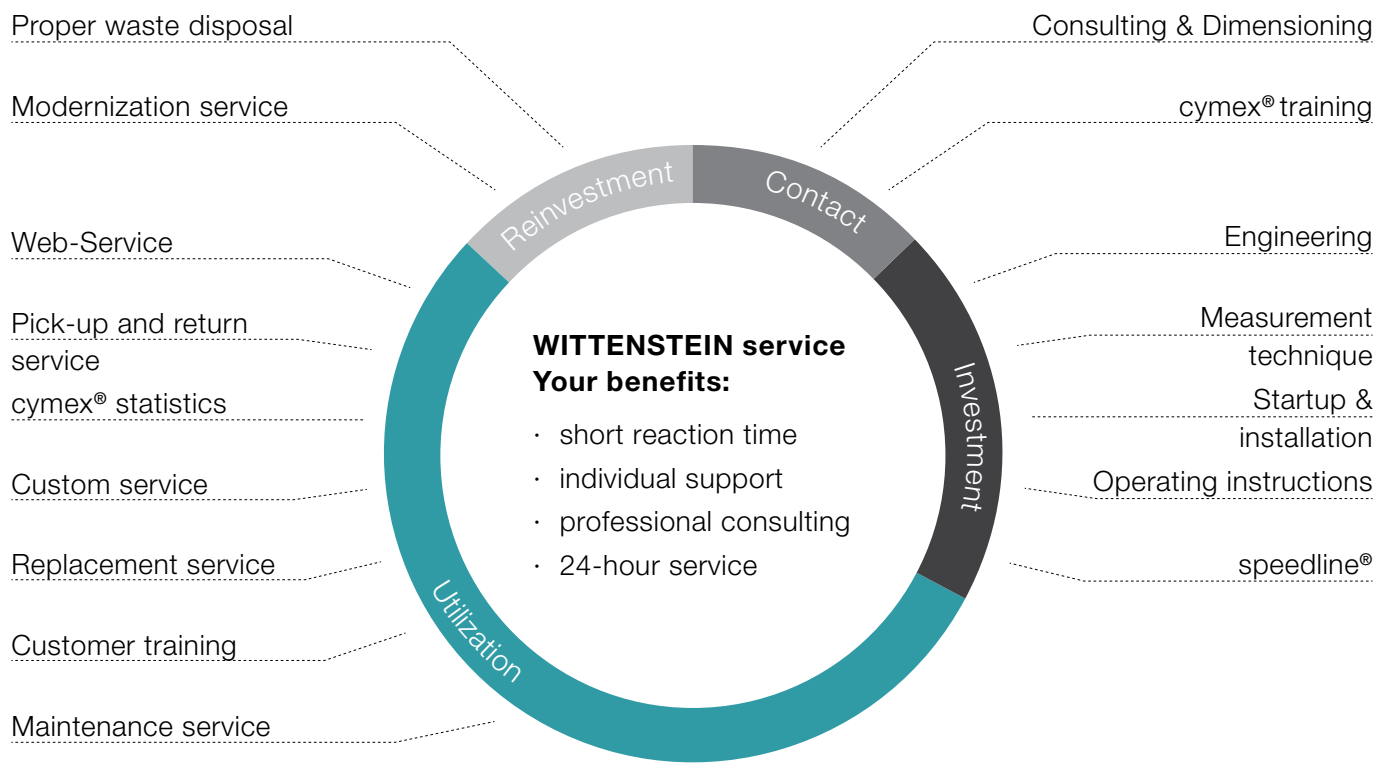 Proper waste disposal
Modernization service
Web-Service
Pick-up and return
service
cymex® statistics
Custom service
Replacement service
Customer training
Maintenance service
Reinvestment
Contact
Investment
Utilization
WITTENSTEIN service
Your benefits:
· short reaction time
· individual support
· professional consulting
· 24-hour service
Consulting & Dimensioning
cymex® training
Engineering
Measurement
technique
Startup &
installation
Operating instructions
speedline®